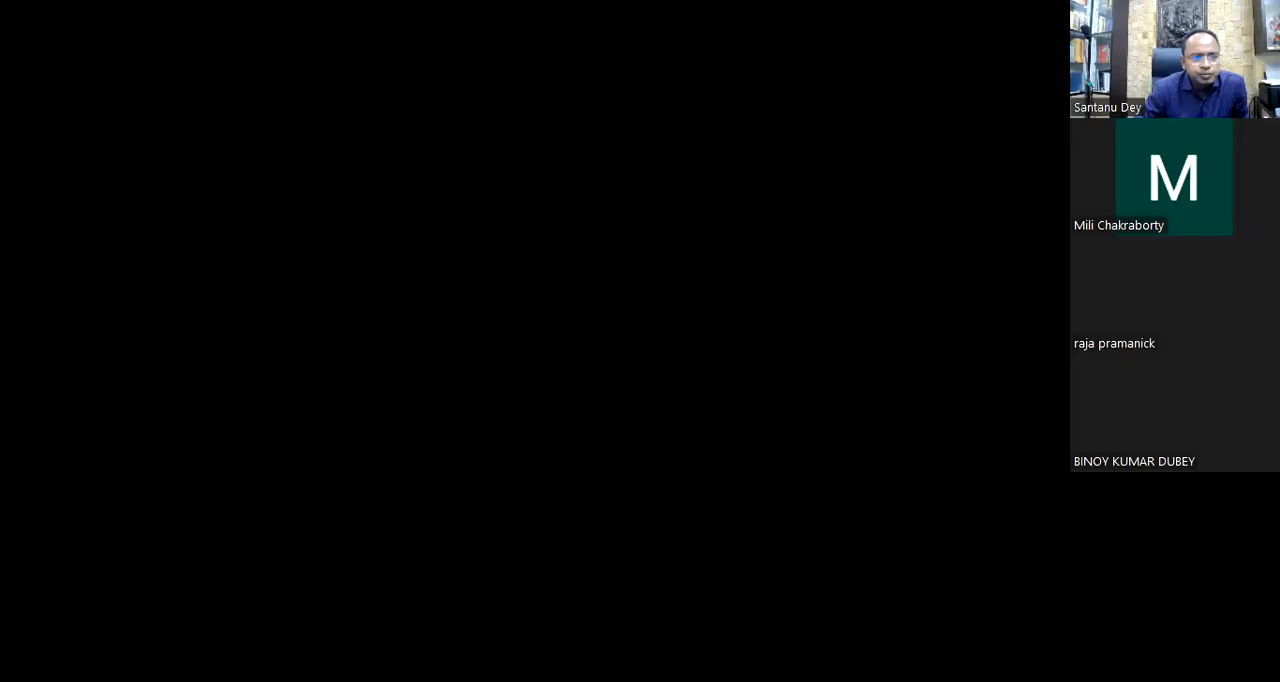 Santanu Dey
M
Mili Chakraborty
raja pramanick
BINOY KUMAR DUBEY